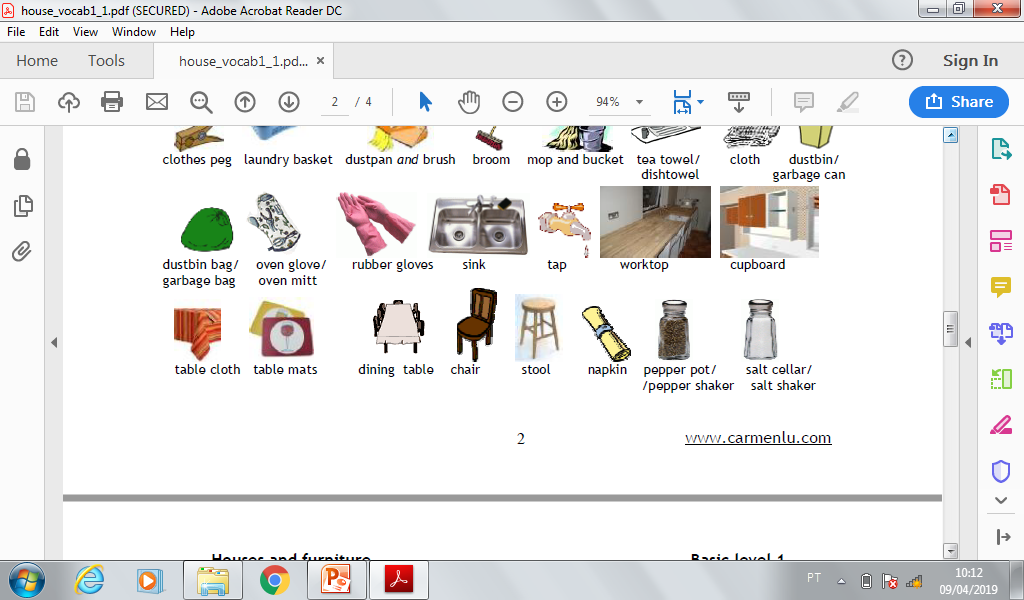 house_vocab1_1.pdf (SECURED) - Adobe Acrobat Reader DC
File Edit View Window Help
Home Tools house_vocab1_1.pd... × ? Sign In
2 / 4 94% Share
clothes peg laundry basket dustpan and brush broom mop and bucket tea towel/ cloth dustbin/
dishtowel garbage can
dustbin bag/ oven glove/ rubber gloves sink tap worktop cupboard
garbage bag oven mitt
table cloth table mats dining table chair stool napkin pepper pot/ salt cellar/
/pepper shaker salt shaker
2 www.carmenlu.com
Houses and furniture Basic level 1
PT 10:12
09/04/2019